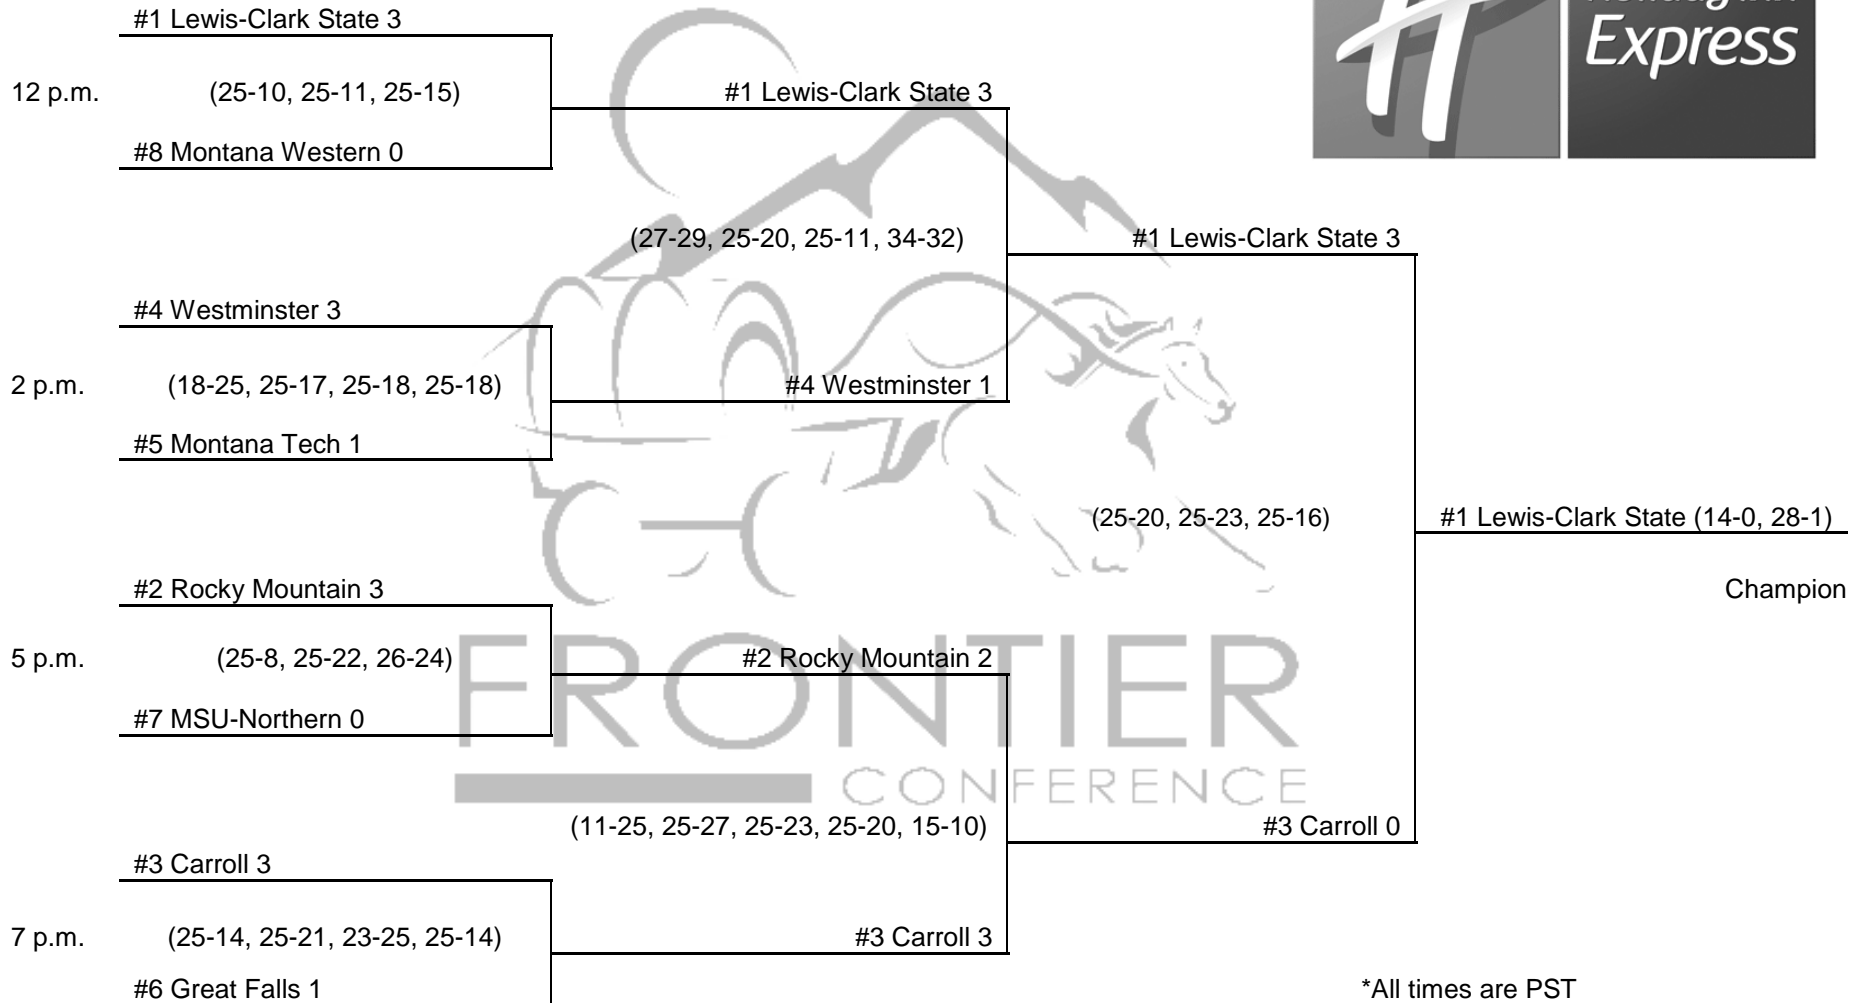 #1 Lewis-Clark State 3
Express
12 p.m.
(25-10, 25-11, 25-15)
#1 Lewis-Clark State 3
#8 Montana Western 0
(27-29, 25-20, 25-11, 34-32)
#1 Lewis-Clark State 3
#4 Westminster 3
2 p.m.
(18-25, 25-17, 25-18, 25-18)
#4 Westminster 1
#5 Montana Tech 1
(25-20, 25-23, 25-16)
#1 Lewis-Clark State (14-0, 28-1)
#2 Rocky Mountain 3
Champion
5 p.m.
(25-8, 25-22, 26-24)
#2 Rocky Mountain 2
#7 MSU-Northern 0
FRONTIER
CONFERENCE
(11-25, 25-27, 25-23, 25-20, 15-10)
#3 Carroll 0
#3 Carroll 3
7 p.m.
(25-14, 25-21, 23-25, 25-14)
#3 Carroll 3
#6 Great Falls 1
*All times are PST